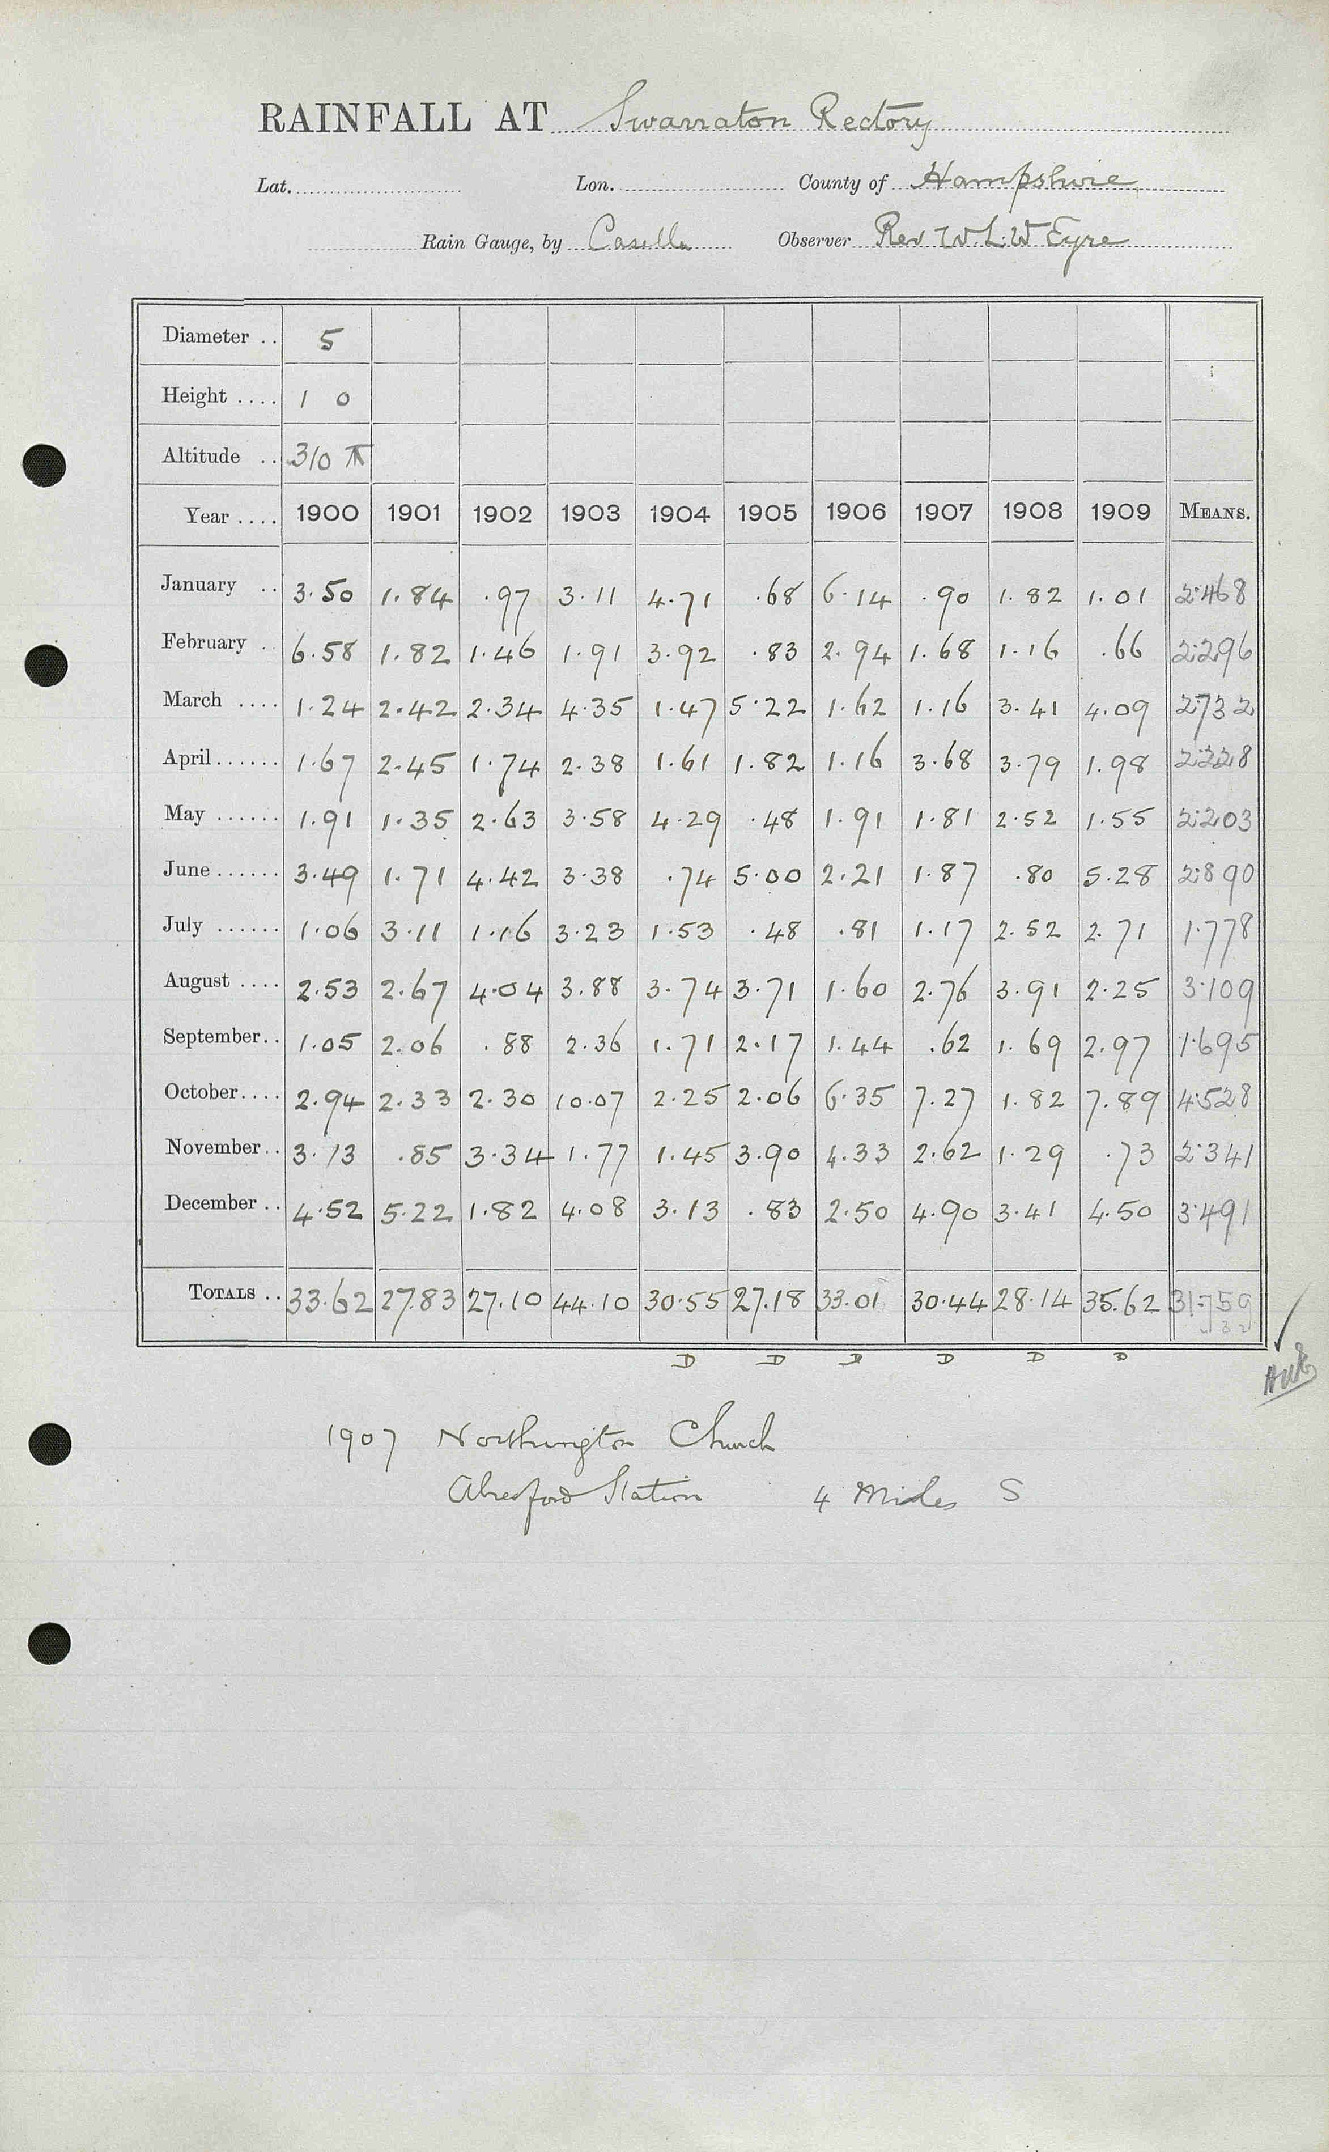 RAINFALL AT Swarraton Rectory
Lat. Lon. County of Hampshire
Rain Gauge, by Casella Observer Rev W. L. W Eyre
Diameter .. 5
Height .... 1 0
Altitude .. 310 ft
Year .... 1900 1901 1902 1903 1904 1905 1906 1907 1908 1909 MEANS.
January .. 3.50 1.84 .97 3.11 4.71 .68 6.14 .90 1.82 1.01 2.468
February . 6.58 1.82 1.46 1.91 3.92 .83 2.94 1.68 1.16 .66 2.296
March .... 1.24 2.42 2.34 4.35 1.47 5.22 1.62 1.16 3.41 4.09 2.732
April...... 1.67 2.45 1.74 2.38 1.61 1.82 1.16 3.68 3.79 1.98 2.228
May ...... 1.91 1.35 2.63 3.58 4.29 .48 1.91 1.81 2.52 1.55 2.203
June ...... 3.49 1.71 4.42 3.38 .74 5.00 2.21 1.87 .80 5.28 2.890
July ...... 1.06 3.11 1.16 3.23 1.53 .48 .81 1.17 2.52 2.71 1.778
August .... 2.53 2.67 4.04 3.88 3.74 3.71 1.60 2.76 3.91 2.25 3.109
September.. 1.05 2.06 .88 2.36 1.71 2.17 1.44 .62 1.69 2.97 1.695
October.... 2.94 2.33 2.30 10.07 2.25 2.06 6.35 7.27 1.82 7.89 4.528
November.. 3.13 .85 3.34 1.77 1.45 3.90 4.33 2.62 1.29 .73 2.341
December .. 4.52 5.22 1.82 4.08 3.13 .83 2.50 4.90 3.41 4.50 3.491
TOTALS .. 33.62 27.83 27.10 44.10 30.55 27.18 33.01 30.44 28.14 35.62 31.759
D D D D D D
1907 Northington Church
Alresford Station 4 Miles S